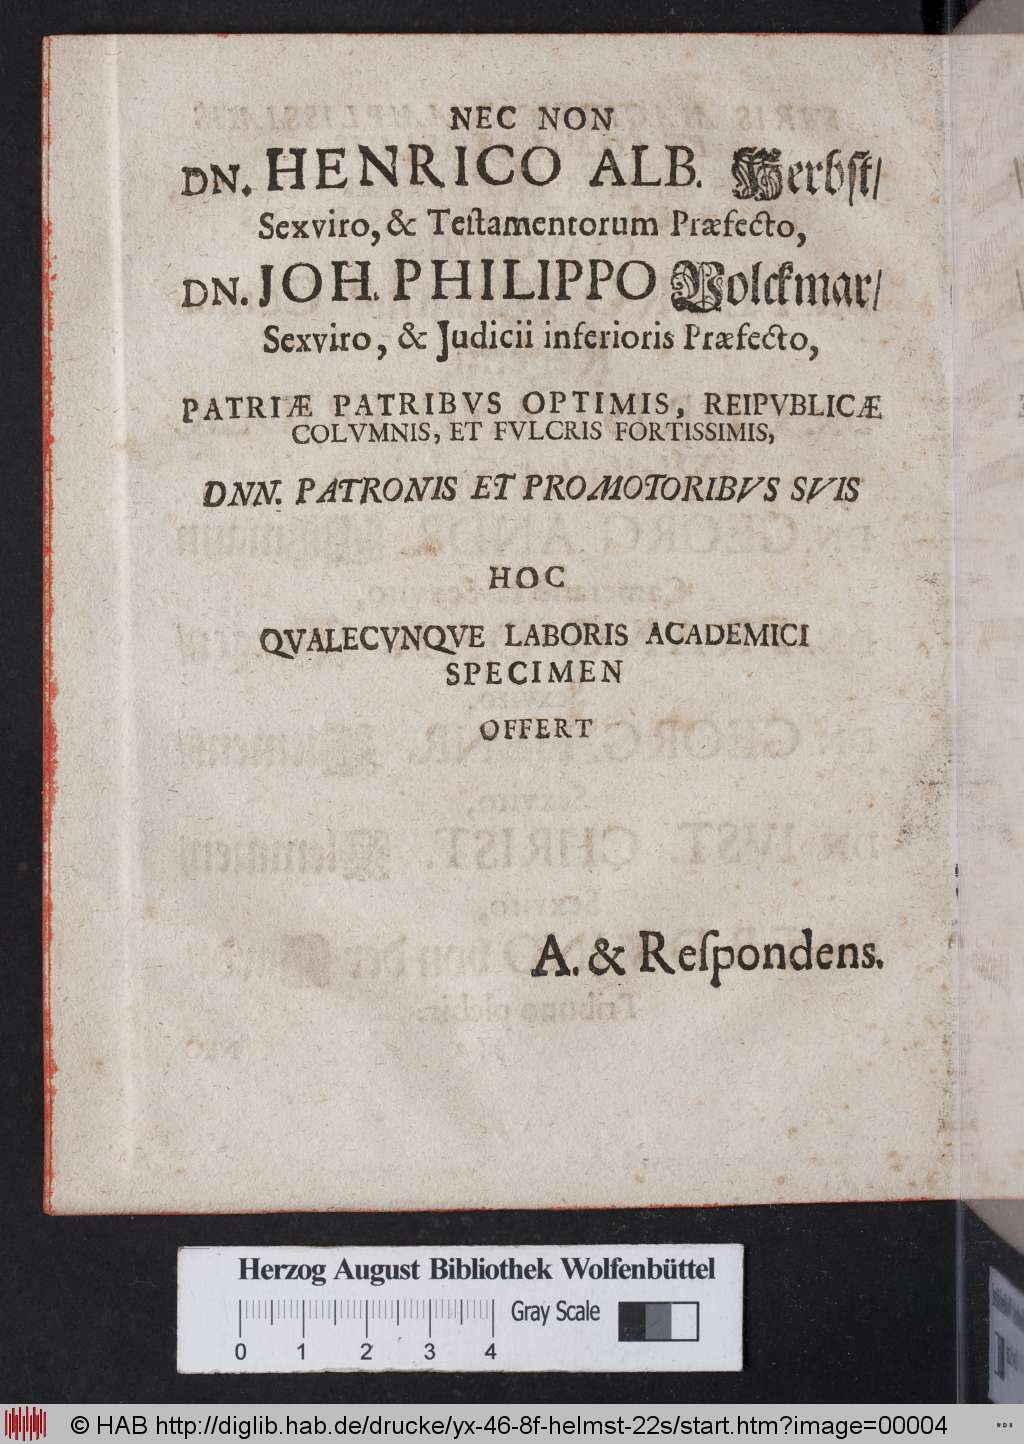 NEC NON
DN. HENRICO ALB. Herbst/
Sexviro, & Teſtamentorum Præfecto,
DN. JOH. PHILIPPO Volckmar/
Sexviro, & Judicii inferioris Præfecto,
PATRIÆ PATRIBVS OPTIMIS, REIPVBLICÆ
COLVMNIS, ET FVLCRIS FORTISSIMIS,
DNN. PATRONIS ET PROMOTORIBVS SVIS
HOC
QVALECVNQVE LABORIS ACADEMICI
SPECIMEN
OFFERT
A. & Reſpondens.
Herzog August Bibliothek Wolfenbüttel
Gray Scale
0 1 2 3 4
© HAB http://diglib.hab.de/drucke/yx-46-8f-helmst-22s/start.htm?image=00004